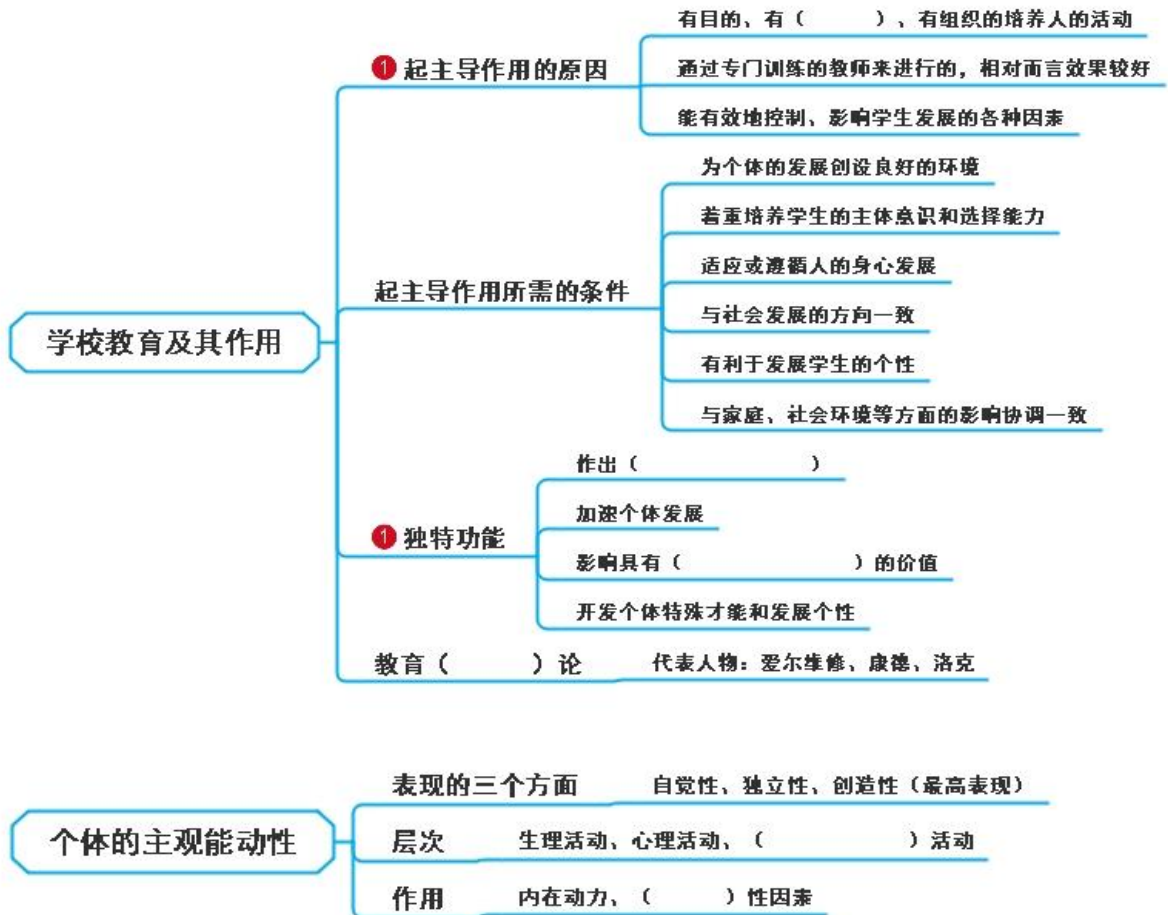 学校教育及其作用
❶ 起主导作用的原因
有目的、有（　　　）、有组织的培养人的活动
通过专门训练的教师来进行的，相对而言效果较好
能有效地控制、影响学生发展的各种因素
起主导作用所需的条件
为个体的发展创设良好的环境
着重培养学生的主体意识和选择能力
适应或遵循人的身心发展
与社会发展的方向一致
有利于发展学生的个性
与家庭、社会环境等方面的影响协调一致
❶ 独特功能
作出（　　　　　　　）
加速个体发展
影响具有（　　　　　　　）的价值
开发个体特殊才能和发展个性
教育（　　　）论
代表人物：爱尔维修、康德、洛克
个体的主观能动性
表现的三个方面
自觉性、独立性、创造性（最高表现）
层次
生理活动、心理活动、（　　　　　　）活动
作用
内在动力、（　　　）性因素